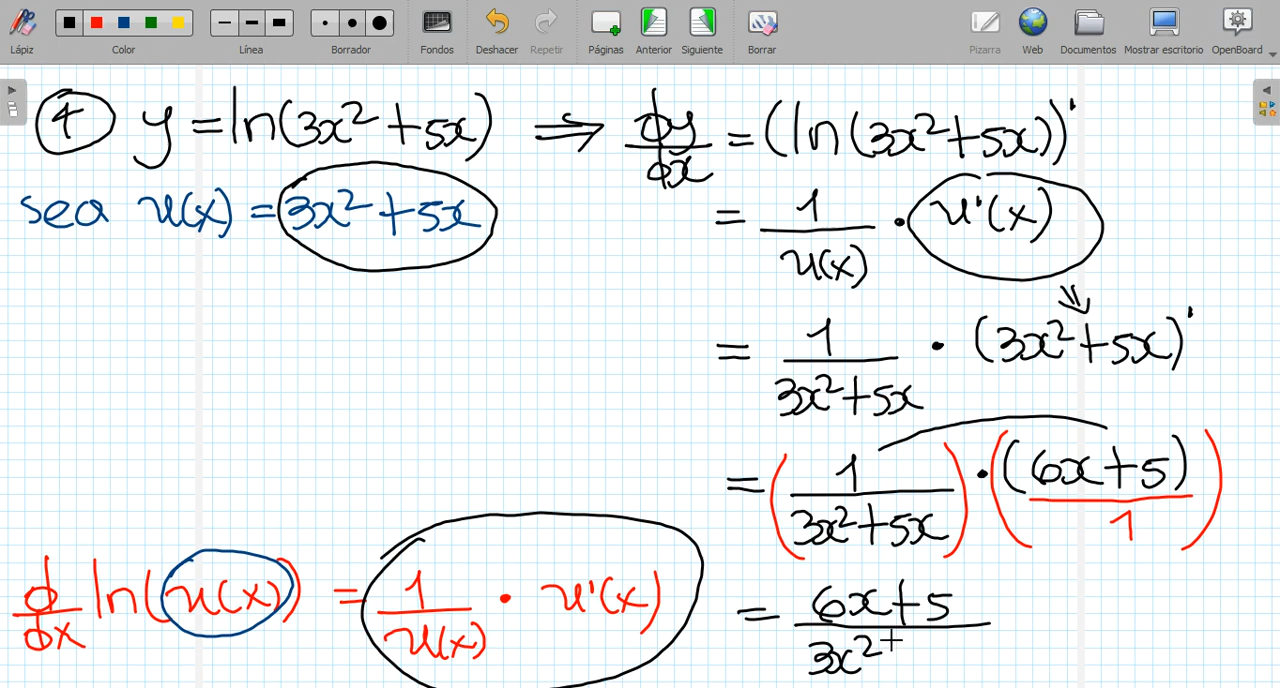 Lápiz Color Línea Borrador Fondos Deshacer Repetir Páginas Anterior Siguiente Borrar Pizarra Web Documentos Mostrar escritorio OpenBoard
④ y = ln(3x²+5x) ⟹ dy/dx = (ln(3x²+5x))'
sea u(x) = 3x²+5x
= 1/u(x) · u'(x)
⇓
= 1/(3x²+5x) · (3x²+5x)'
= (1/(3x²+5x)) · ((6x+5)/1)
d/dx ln(u(x)) = 1/u(x) · u'(x)
= 6x+5/3x²+